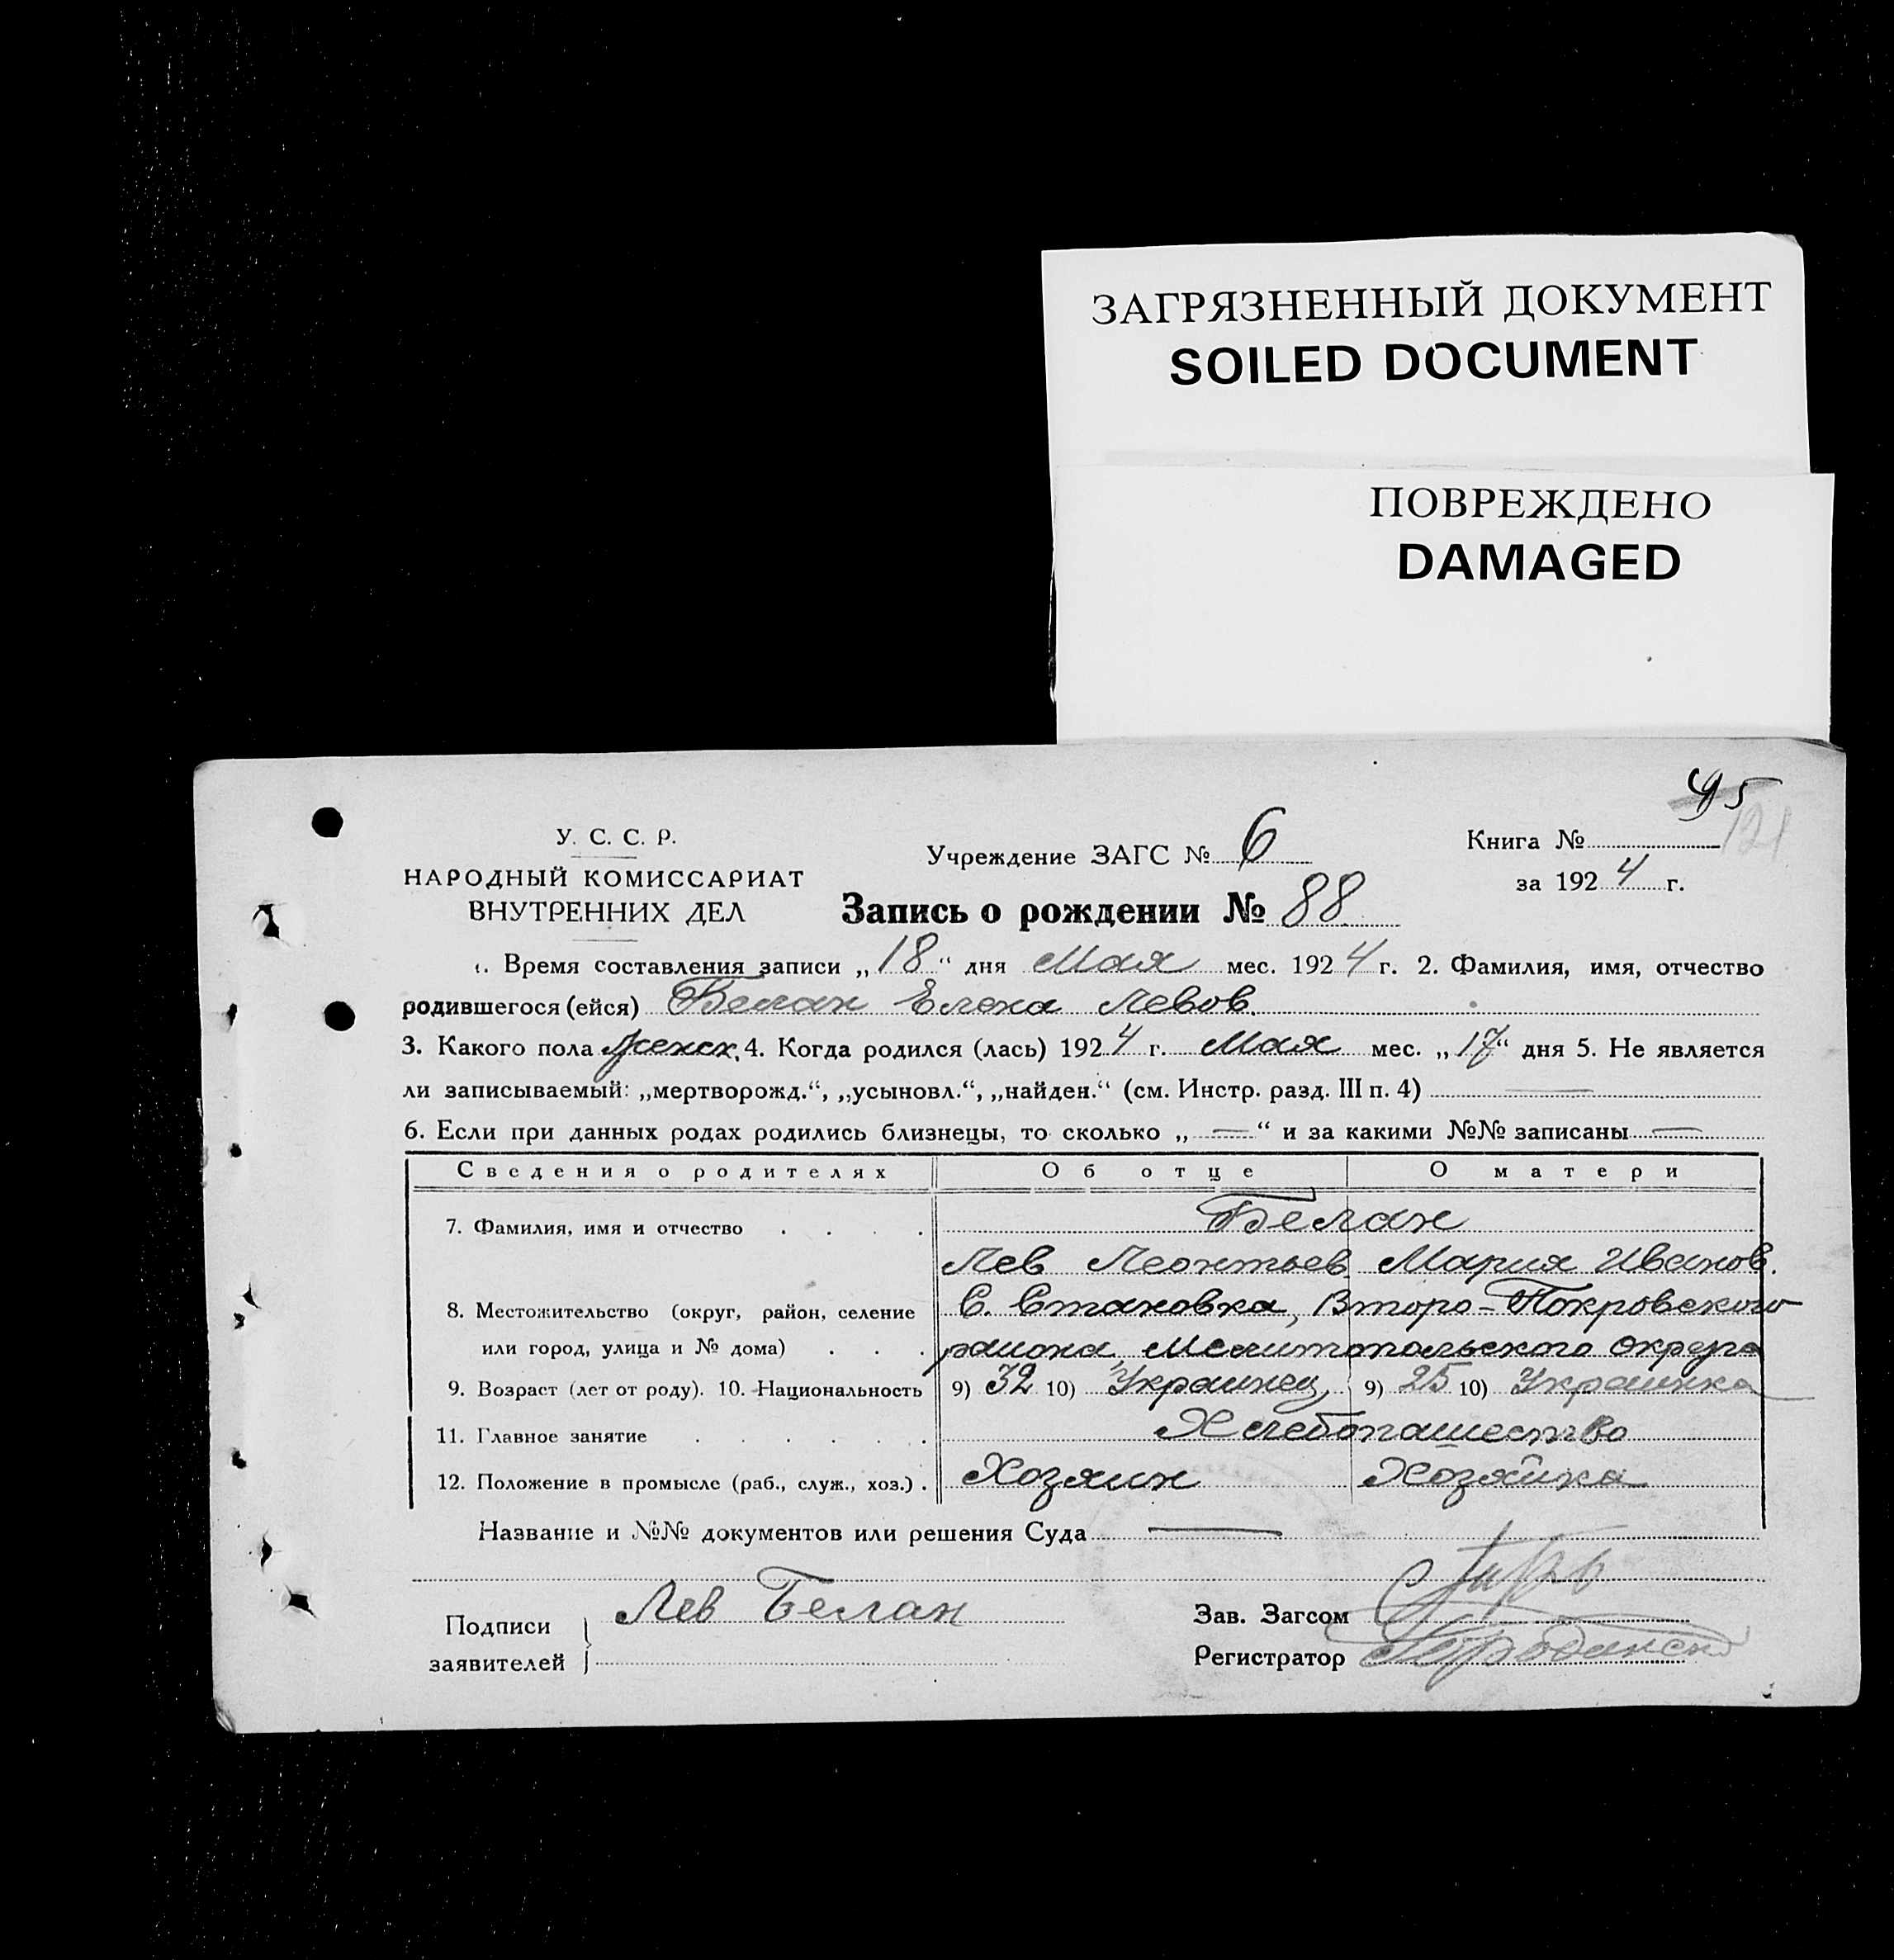 ЗАГРЯЗНЕННЫЙ ДОКУМЕНТ
SOILED DOCUMENT
ПОВРЕЖДЕНО
DAMAGED
95
121
У. С. С. Р.
НАРОДНЫЙ КОМИССАРИАТ
ВНУТРЕННИХ ДЕЛ
Учреждение ЗАГС № 6
Книга №
за 1924 г.
Запись о рождении № 88
1. Время составления записи „18“ дня Мая мес. 1924 г. 2. Фамилия, имя, отчество
родившегося (ейся) Белан Елена Левов.
3. Какого пола женск. 4. Когда родился (лась) 1924 г. Мая мес. „17“ дня 5. Не является
ли записываемый: „мертворожд.“, „усыновл.“, „найден.“ (см. Инстр. разд. III п. 4) —
6. Если при данных родах родились близнецы, то сколько „—“ и за какими №№ записаны —
Сведения о родителях Об отце О матери
7. Фамилия, имя и отчество . . . . Белан
Лев Леонтьев Мария Иванов.
8. Местожительство (округ, район, селение С. Стаховка, Второ-Покровского
или город, улица и № дома) . . . района, Мелитопольского округа
9. Возраст (лет от роду). 10. Национальность 9) 32 10) Украинец, 9) 25 10) Украинка
11. Главное занятие . . . . . . Хлебопашество
12. Положение в промысле (раб., служ., хоз.) . Хозяин Хозяйка
Название и №№ документов или решения Суда —
Подписи заявителей Лев Белан
Зав. Загсом
Регистратор